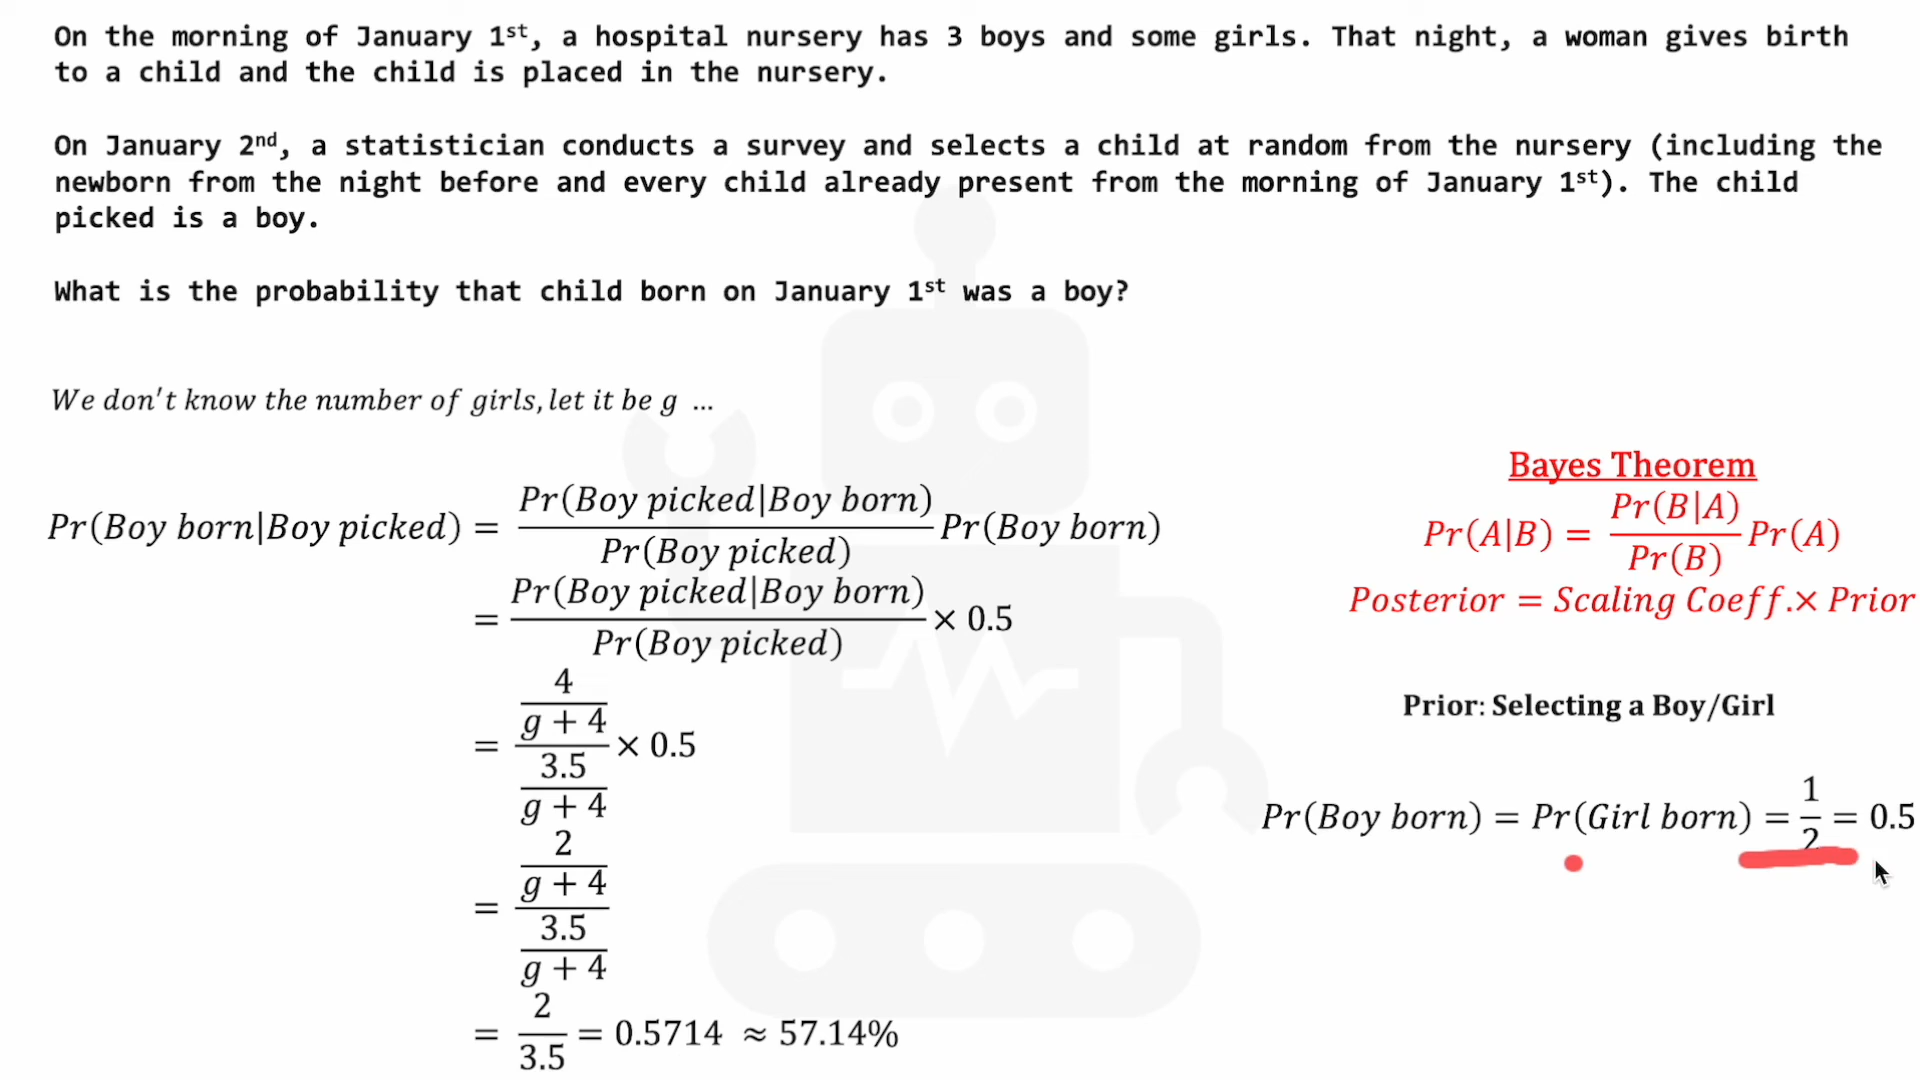 On the morning of January 1st, a hospital nursery has 3 boys and some girls. That night, a woman gives birth
to a child and the child is placed in the nursery.
On January 2nd, a statistician conducts a survey and selects a child at random from the nursery (including the
newborn from the night before and every child already present from the morning of January 1st). The child
picked is a boy.
What is the probability that child born on January 1st was a boy?
We don't know the number of girls, let it be g ...
Pr(Boy born|Boy picked) = Pr(Boy picked|Boy born) / Pr(Boy picked) Pr(Boy born)
= Pr(Boy picked|Boy born) / Pr(Boy picked) × 0.5
= (4 / (g + 4)) / (3.5 / (g + 4)) × 0.5
= (2 / (g + 4)) / (3.5 / (g + 4))
= 2 / 3.5 = 0.5714 ≈ 57.14%
Bayes Theorem
Pr(A|B) = Pr(B|A) / Pr(B) Pr(A)
Posterior = Scaling Coeff.× Prior
Prior: Selecting a Boy/Girl
Pr(Boy born) = Pr(Girl born) = 1 / 2 = 0.5